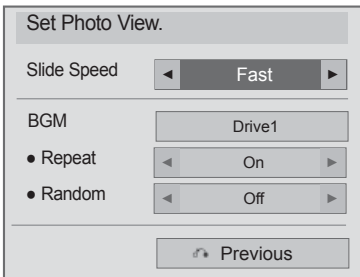 Set Photo View.
Slide Speed ◄ Fast ►
BGM Drive1
● Repeat ◄ On ►
● Random ◄ Off ►
Previous